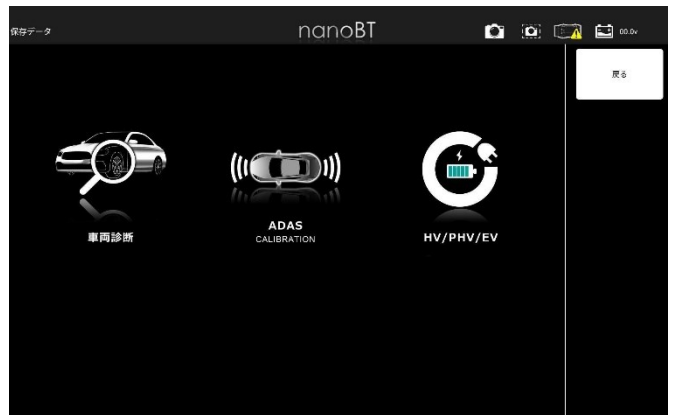 保存データ
nanoBT
00.0v
戻る
車両診断
ADAS
CALIBRATION
HV/PHV/EV